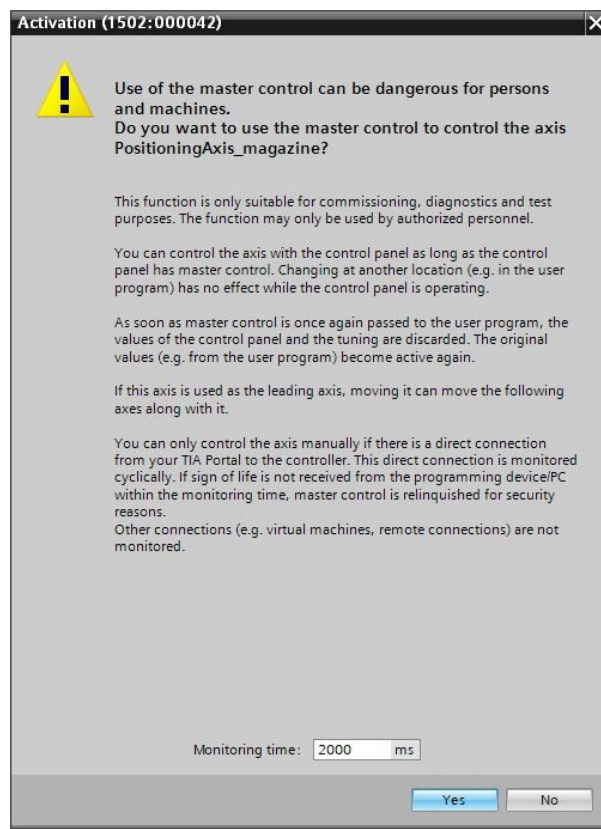 Activation (1502:000042)
Use of the master control can be dangerous for persons
and machines.
Do you want to use the master control to control the axis
PositioningAxis_magazine?
This function is only suitable for commissioning, diagnostics and test
purposes. The function may only be used by authorized personnel.
You can control the axis with the control panel as long as the control
panel has master control. Changing at another location (e.g. in the user
program) has no effect while the control panel is operating.
As soon as master control is once again passed to the user program, the
values of the control panel and the tuning are discarded. The original
values (e.g. from the user program) become active again.
If this axis is used as the leading axis, moving it can move the following
axes along with it.
You can only control the axis manually if there is a direct connection
from your TIA Portal to the controller. This direct connection is monitored
cyclically. If sign of life is not received from the programming device/PC
within the monitoring time, master control is relinquished for security
reasons.
Other connections (e.g. virtual machines, remote connections) are not
monitored.
Monitoring time: 2000 ms
Yes No